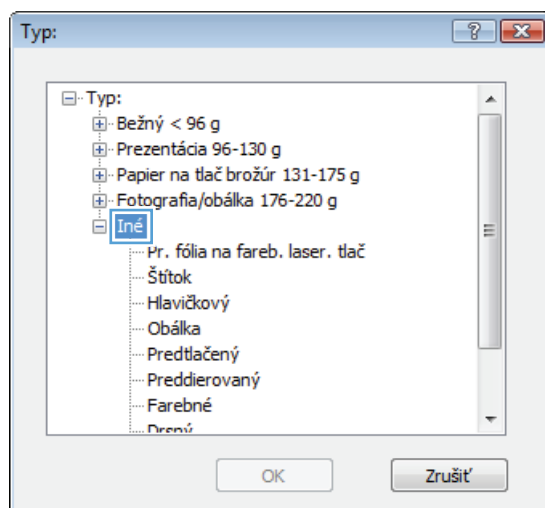 Typ:
Typ:
Bežný < 96 g
Prezentácia 96-130 g
Papier na tlač brožúr 131-175 g
Fotografia/obálka 176-220 g
Iné
Pr. fólia na fareb. laser. tlač
Štítok
Hlavičkový
Obálka
Predtlačený
Preddierovaný
Farebné
Drsný
OK Zrušiť